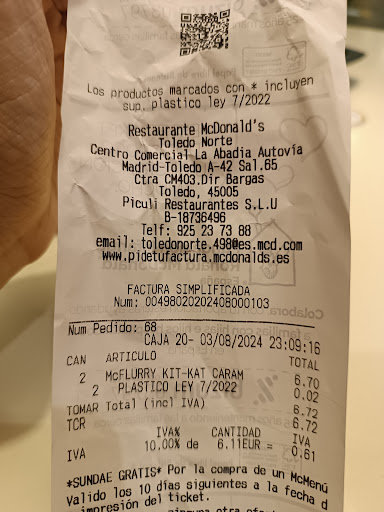 Los productos marcados con * incluyen
sup. plastico ley 7/2022
Restaurante McDonald's
Toledo Norte
Centro Comercial La Abadia Autovía
Madrid-Toledo A-42 Sal.65
Ctra CM403.Dir Bargas
Toledo, 45005
Piculi Restaurantes S.L.U
B-18736496
Telf: 925 23 73 88
email: toledonorte.498@es.mcd.com
www.pidetufactura.mcdonalds.es
FACTURA SIMPLIFICADA
Num: 00498020202408000103
Num Pedido: 68
CAJA 20- 03/08/2024 23:09:16
CAN ARTICULO TOTAL
2 McFLURRY KIT-KAT CARAM 6.70
2 PLASTICO LEY 7/2022 0.02
TOMAR Total (incl IVA) 6.72
TCR 6.72
IVA% CANTIDAD IVA
IVA 10.00% de 6.11EUR = 0.61
*SUNDAE GRATIS* Por la compra de un McMenú
Valido los 10 días siguientes a la fecha d
impresión del ticket.